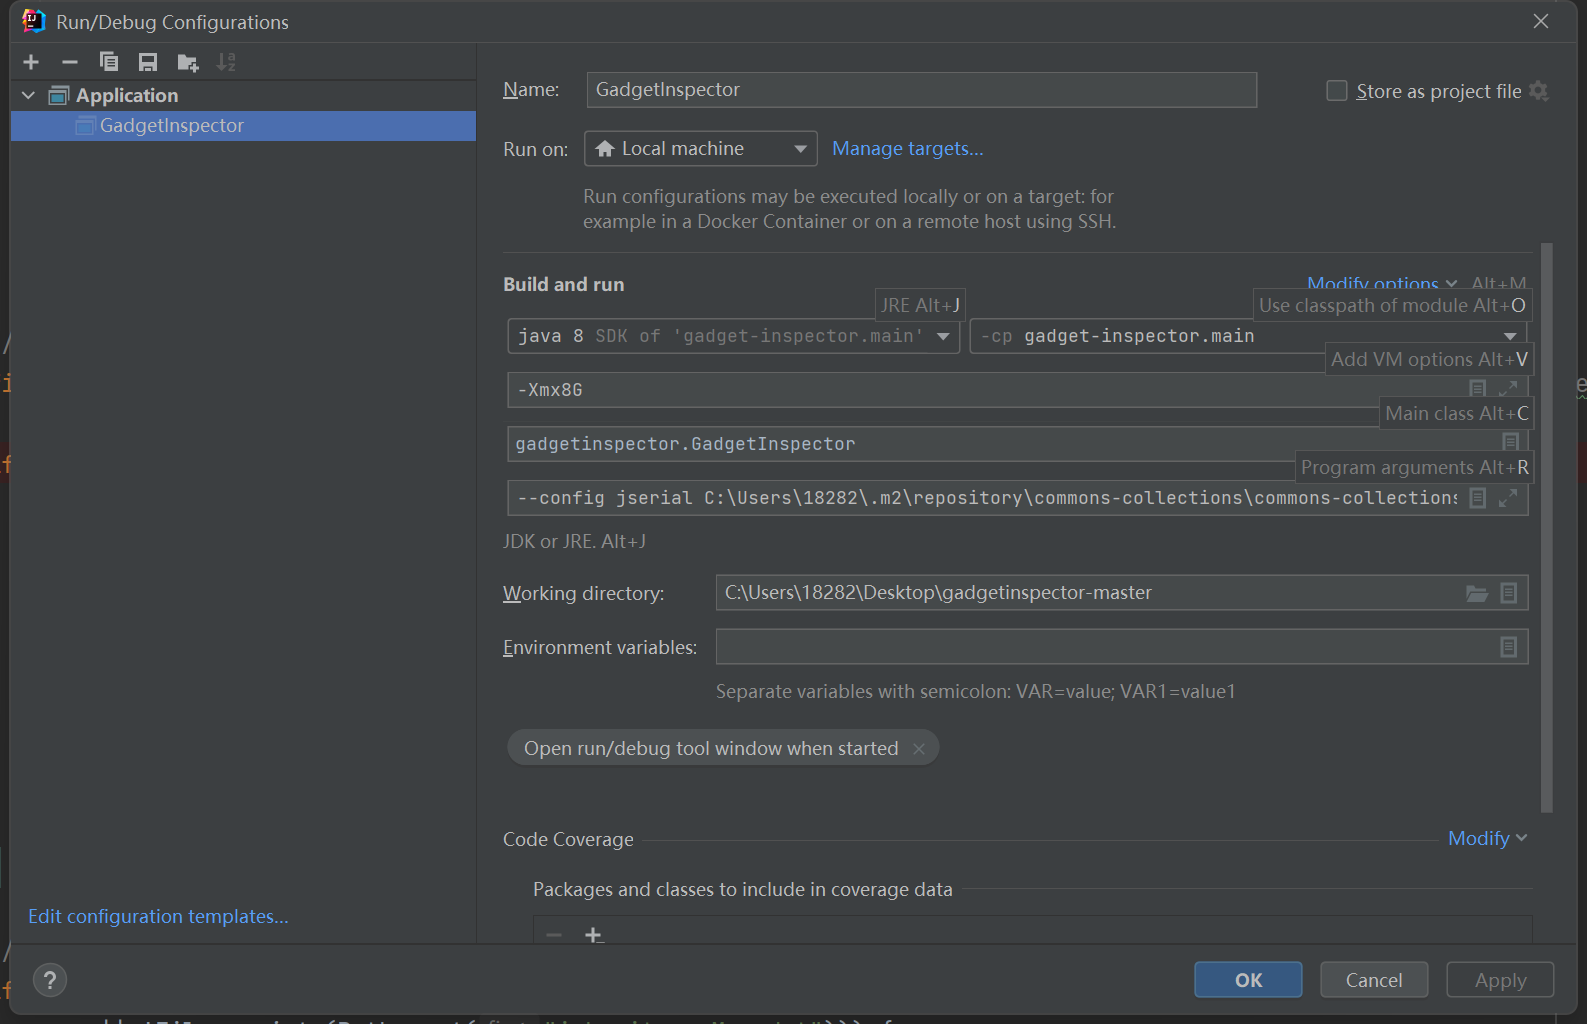 Run/Debug Configurations
Application
GadgetInspector
Name:
GadgetInspector
Store as project file
Run on:
Local machine
Manage targets...
Run configurations may be executed locally or on a target: for
example in a Docker Container or on a remote host using SSH.
Build and run
Modify options
Alt+M
JRE Alt+J
Use classpath of module Alt+O
java 8 SDK of 'gadget-inspector.main'
-cp gadget-inspector.main
Add VM options Alt+V
-Xmx8G
Main class Alt+C
gadgetinspector.GadgetInspector
Program arguments Alt+R
--config jserial C:\Users\18282\.m2\repository\commons-collections\commons-collections
JDK or JRE. Alt+J
Working directory:
C:\Users\18282\Desktop\gadgetinspector-master
Environment variables:
Separate variables with semicolon: VAR=value; VAR1=value1
Open run/debug tool window when started
Code Coverage
Modify
Packages and classes to include in coverage data
Edit configuration templates...
?
OK
Cancel
Apply